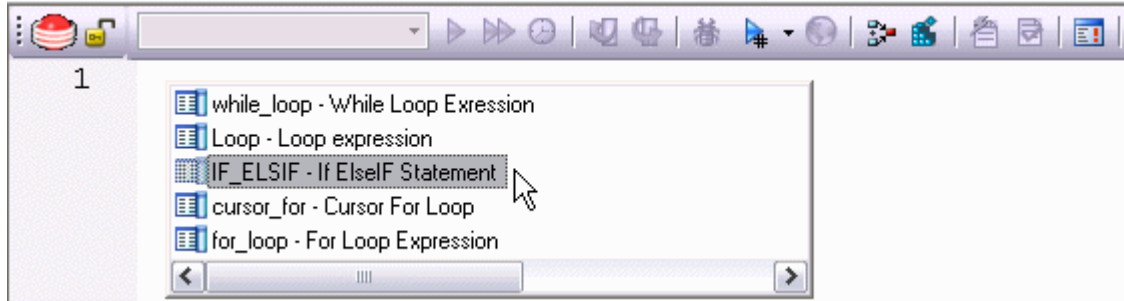 1
while_loop - While Loop Exression
Loop - Loop expression
IF_ELSIF - If ElseIF Statement
cursor_for - Cursor For Loop
for_loop - For Loop Expression